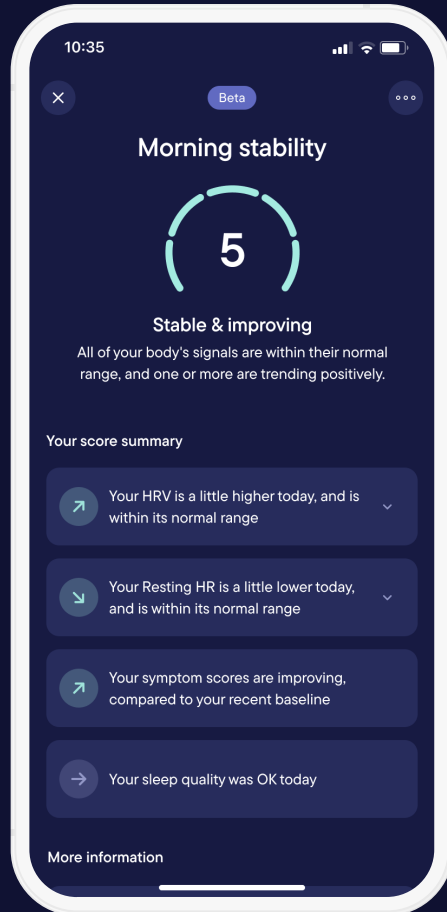 10:35
Beta
Morning stability
5
Stable & improving
All of your body's signals are within their normal
range, and one or more are trending positively.
Your score summary
Your HRV is a little higher today, and is
within its normal range
Your Resting HR is a little lower today,
and is within its normal range
Your symptom scores are improving,
compared to your recent baseline
Your sleep quality was OK today
More information